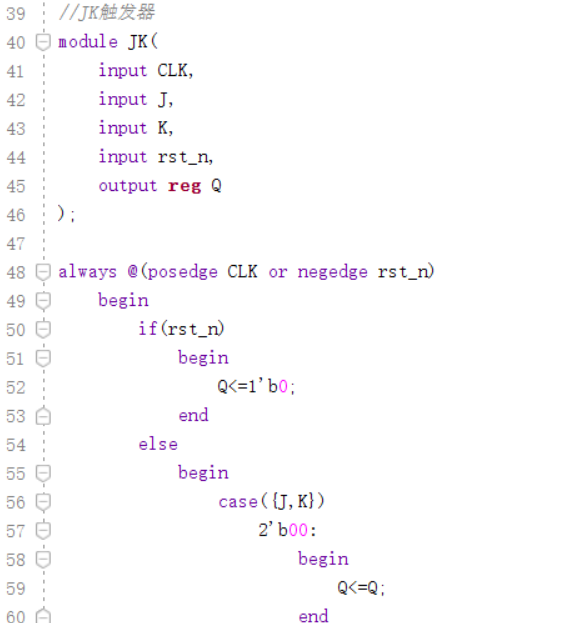 39 //JK触发器
40 module JK(
41 input CLK,
42 input J,
43 input K,
44 input rst_n,
45 output reg Q
46 );
47
48 always @(posedge CLK or negedge rst_n)
49 begin
50 if(rst_n)
51 begin
52 Q<=1'b0;
53 end
54 else
55 begin
56 case({J,K})
57 2'b00:
58 begin
59 Q<=Q;
60 end